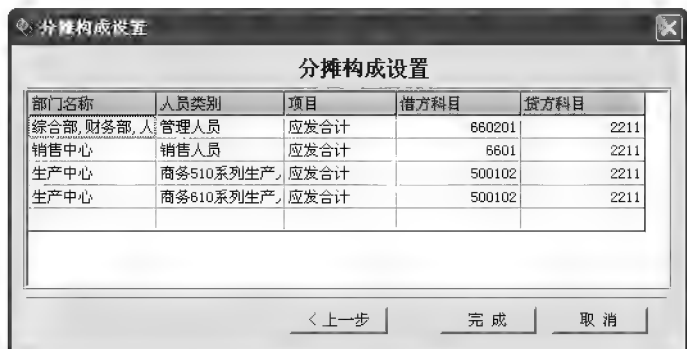 分摊构成设置
分摊构成设置
部门名称 人员类别 项目 借方科目 贷方科目
综合部,财务部,人 管理人员 应发合计 660201 2211
销售中心 销售人员 应发合计 6601 2211
生产中心 商务510系列生产 应发合计 500102 2211
生产中心 商务610系列生产 应发合计 500102 2211
<上一步 完成 取消